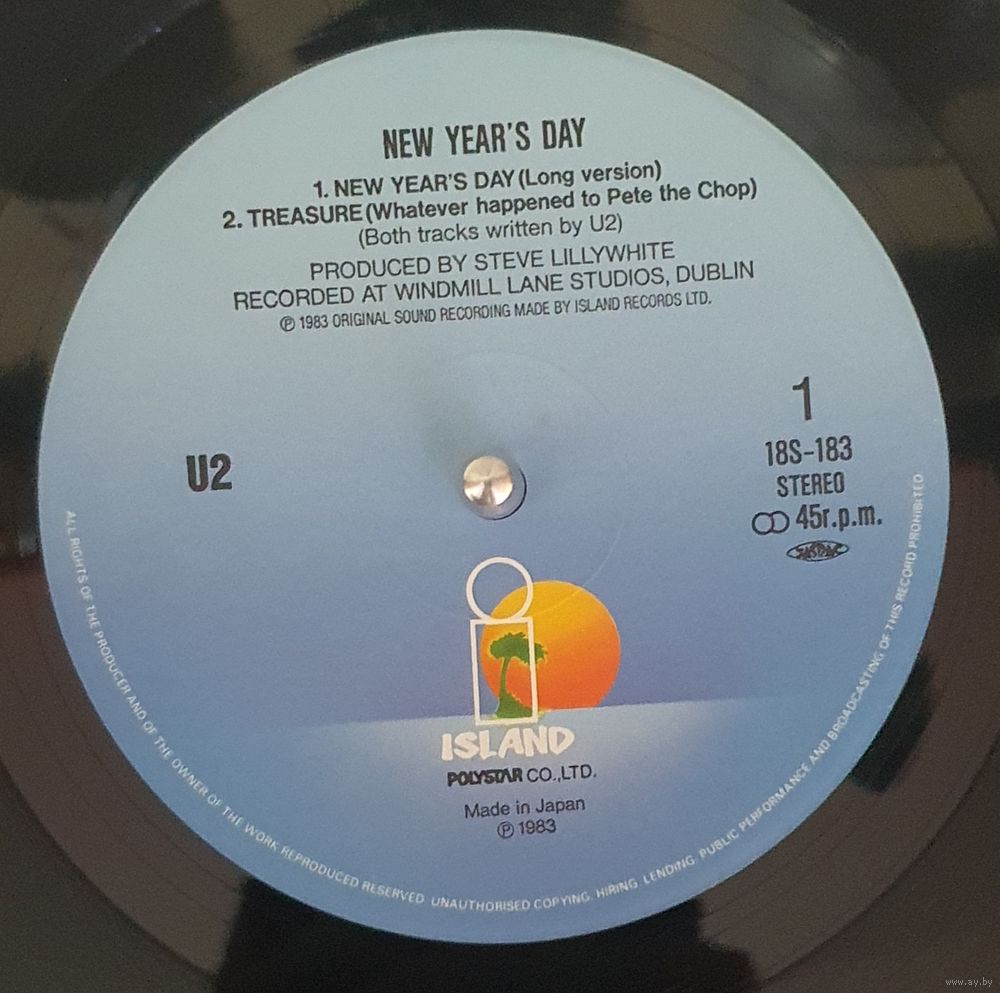 NEW YEAR'S DAY
1. NEW YEAR'S DAY (Long version)
2. TREASURE (Whatever happened to Pete the Chop)
(Both tracks written by U2)
PRODUCED BY STEVE LILLYWHITE
RECORDED AT WINDMILL LANE STUDIOS, DUBLIN
℗ 1983 ORIGINAL SOUND RECORDING MADE BY ISLAND RECORDS LTD.
U2
1
18S-183
STEREO
45r.p.m.
JASRAC
ISLAND
POLYSTAR CO.,LTD.
Made in Japan
℗ 1983
ALL RIGHTS OF THE PRODUCER AND OF THE OWNER OF THE WORK REPRODUCED RESERVED UNAUTHORISED COPYING, HIRING, LENDING, PUBLIC PERFORMANCE AND BROADCASTING OF THIS RECORD PROHIBITED
www.ay.by